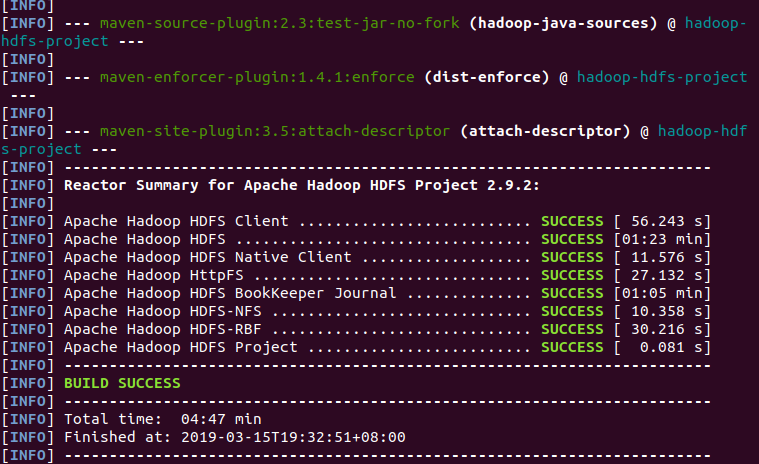 [INFO]
[INFO] --- maven-source-plugin:2.3:test-jar-no-fork (hadoop-java-sources) @ hadoop-
hdfs-project ---
[INFO]
[INFO] --- maven-enforcer-plugin:1.4.1:enforce (dist-enforce) @ hadoop-hdfs-project
 ---
[INFO]
[INFO] --- maven-site-plugin:3.5:attach-descriptor (attach-descriptor) @ hadoop-hdf
s-project ---
[INFO] ------------------------------------------------------------------------
[INFO] Reactor Summary for Apache Hadoop HDFS Project 2.9.2:
[INFO]
[INFO] Apache Hadoop HDFS Client .......................... SUCCESS [ 56.243 s]
[INFO] Apache Hadoop HDFS ................................. SUCCESS [01:23 min]
[INFO] Apache Hadoop HDFS Native Client ................... SUCCESS [ 11.576 s]
[INFO] Apache Hadoop HttpFS ............................... SUCCESS [ 27.132 s]
[INFO] Apache Hadoop HDFS BookKeeper Journal .............. SUCCESS [01:05 min]
[INFO] Apache Hadoop HDFS-NFS ............................. SUCCESS [ 10.358 s]
[INFO] Apache Hadoop HDFS-RBF ............................. SUCCESS [ 30.216 s]
[INFO] Apache Hadoop HDFS Project ......................... SUCCESS [  0.081 s]
[INFO] ------------------------------------------------------------------------
[INFO] BUILD SUCCESS
[INFO] ------------------------------------------------------------------------
[INFO] Total time:  04:47 min
[INFO] Finished at: 2019-03-15T19:32:51+08:00
[INFO] ------------------------------------------------------------------------